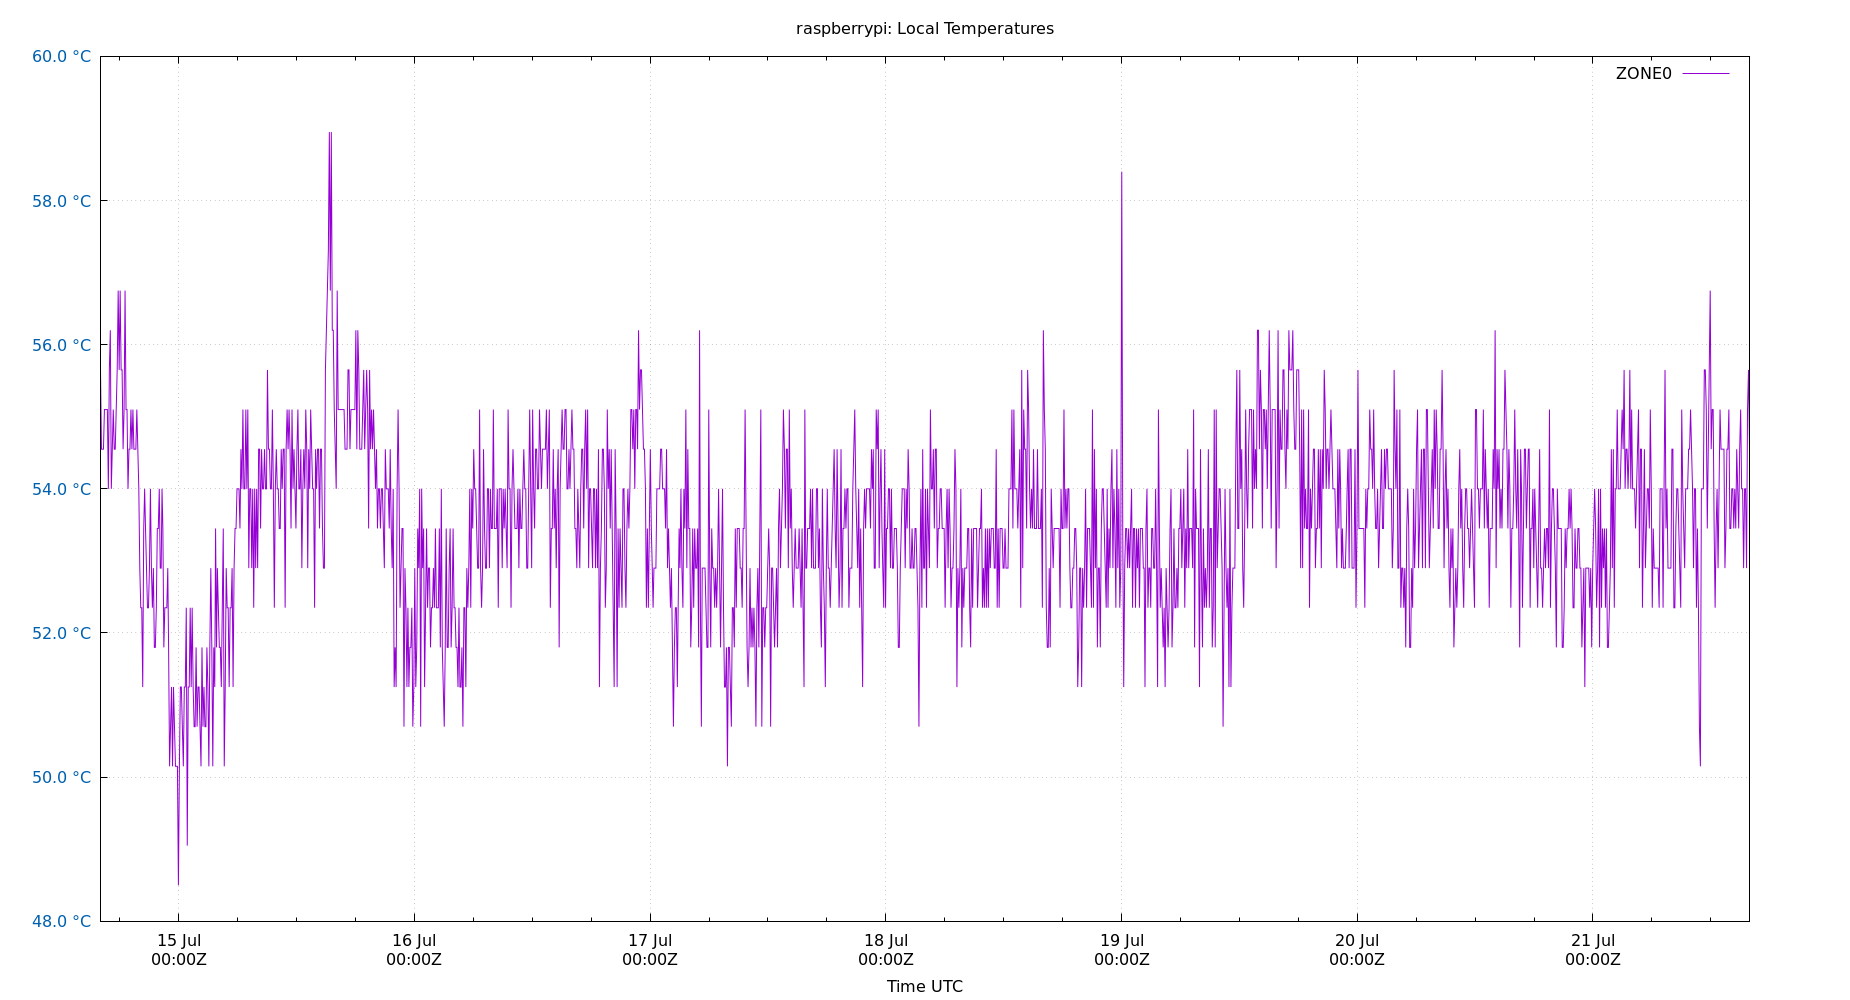 raspberrypi: Local Temperatures
60.0 °C
ZONE0
58.0 °C
56.0 °C
54.0 °C
52.0 °C
50.0 °C
48.0 °C
15 Jul 16 Jul 17 Jul 18 Jul 19 Jul 20 Jul 21 Jul
00:00Z 00:00Z 00:00Z 00:00Z 00:00Z 00:00Z 00:00Z
Time UTC